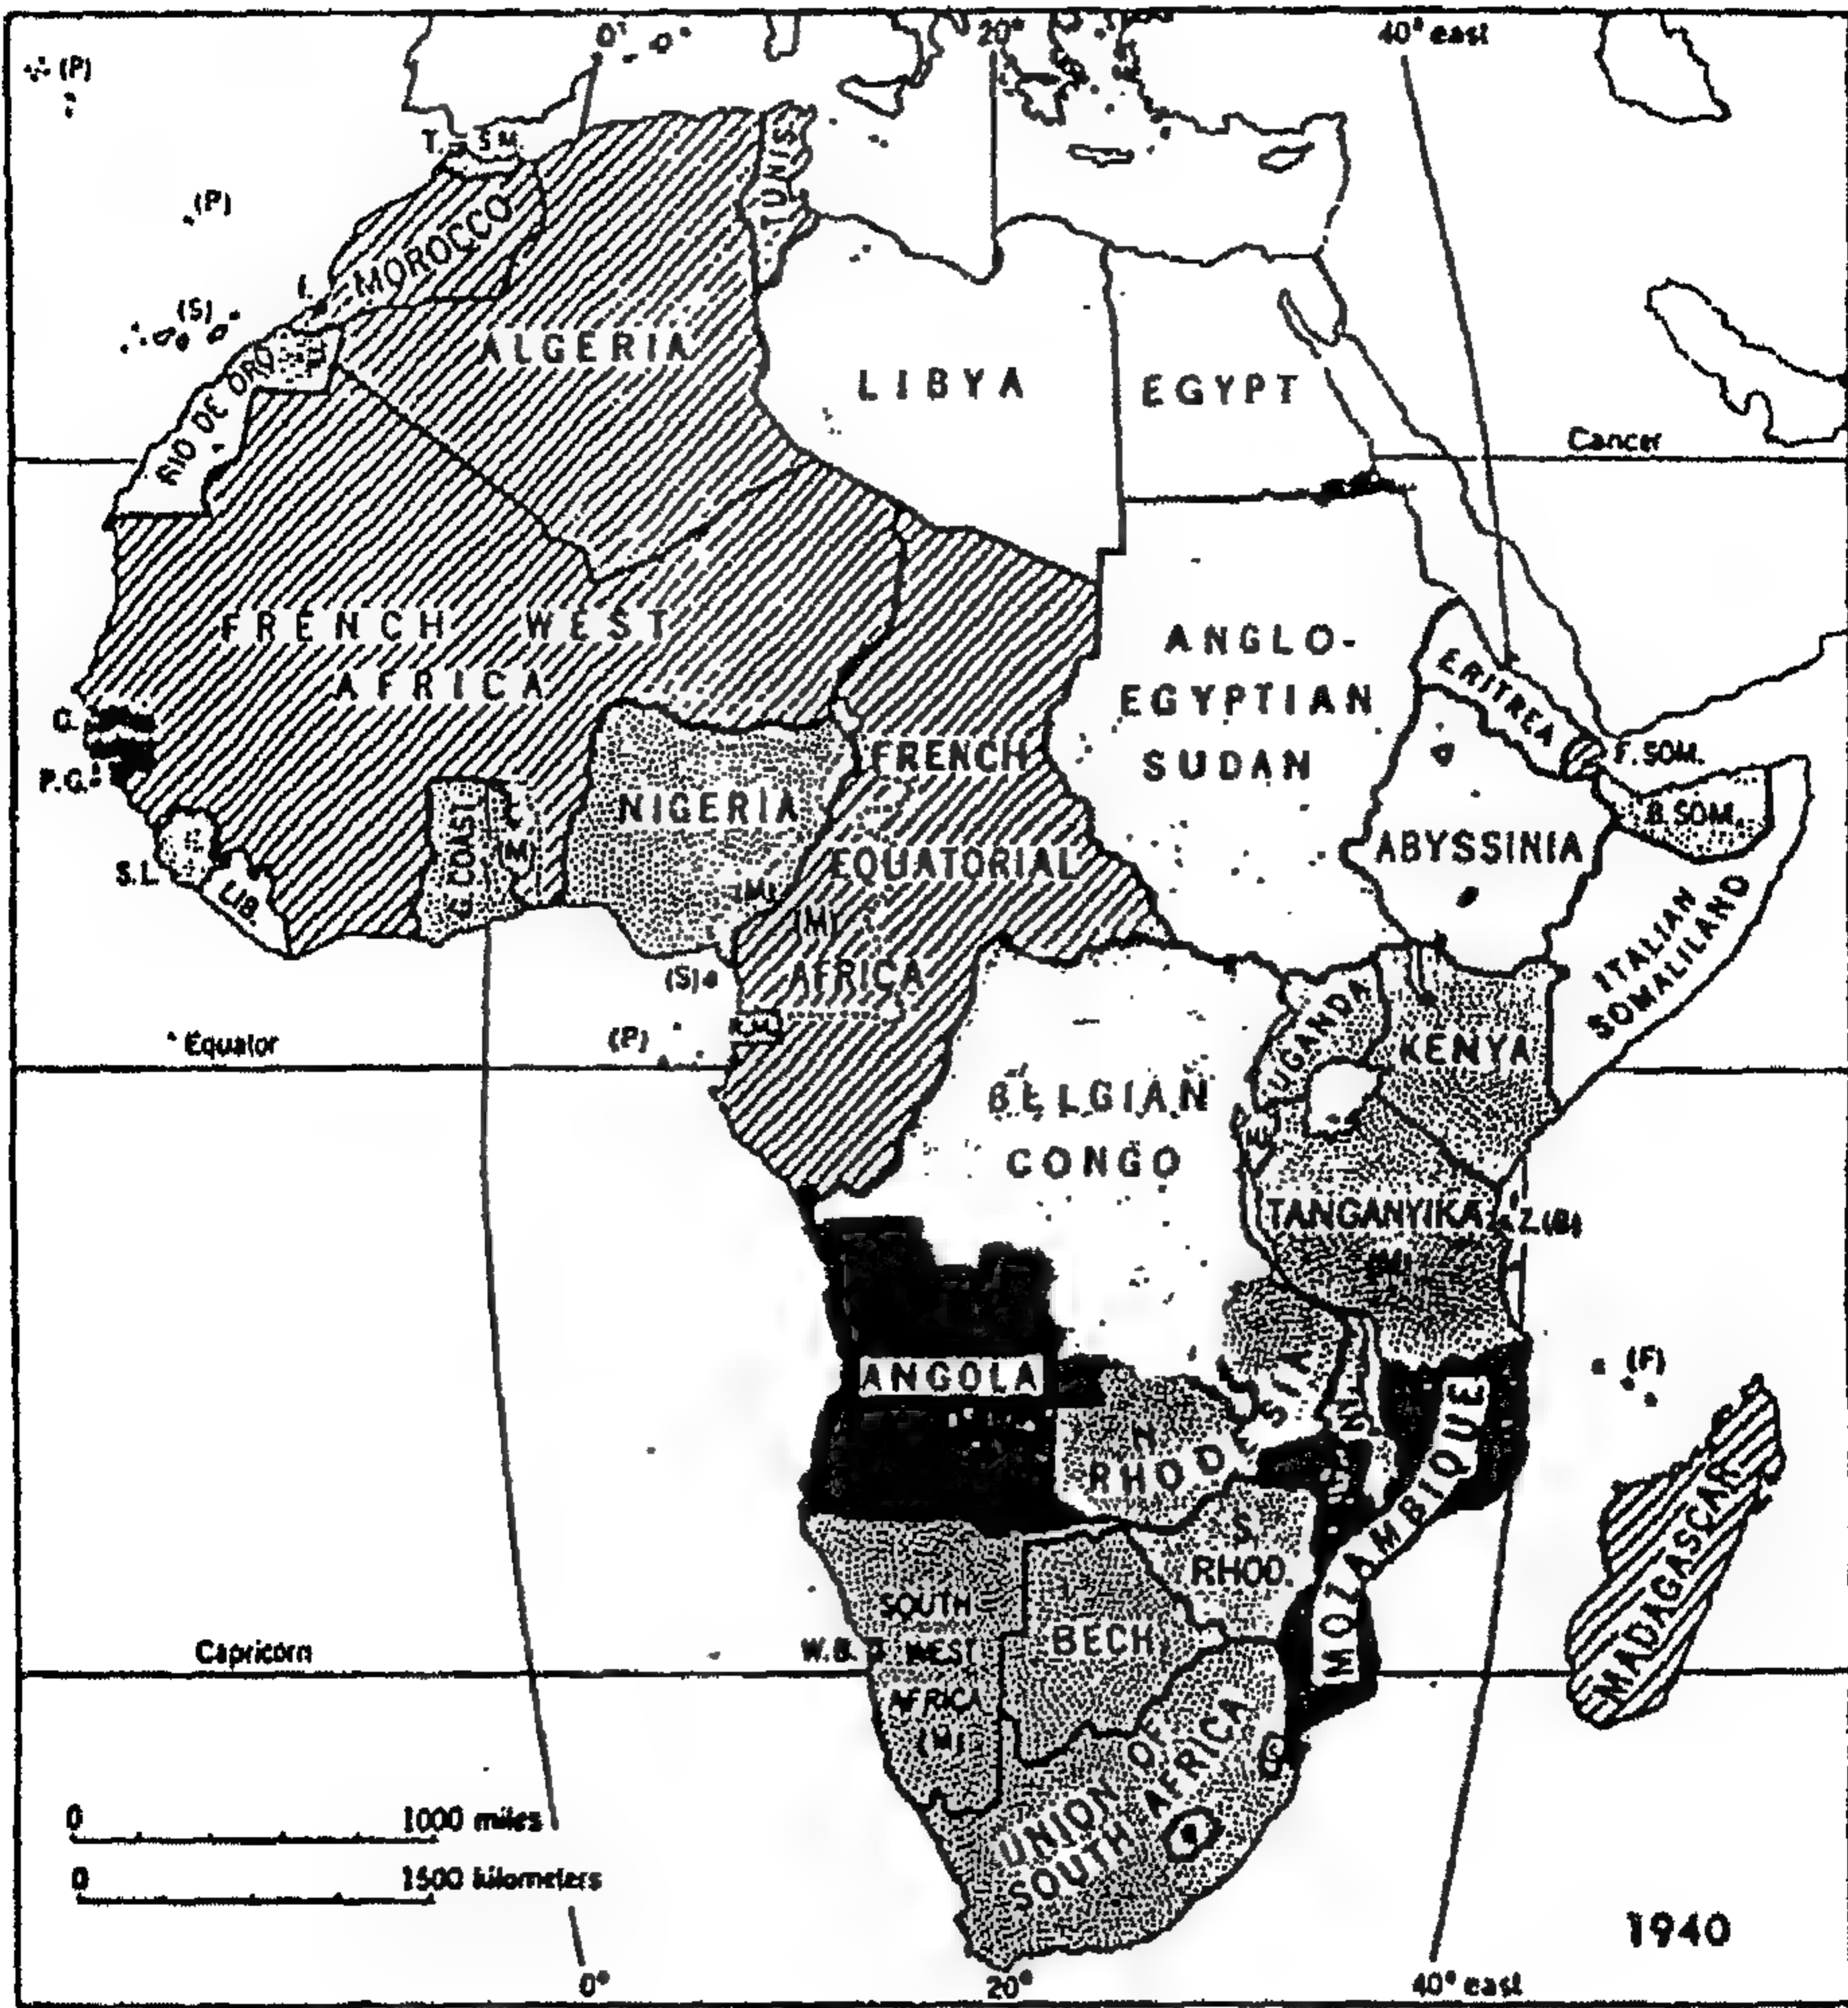 0°
20°
40° east
(P)
T.
S M.
TUNIS
(P)
MOROCCO
I.
(S)
ALGERIA
RIO DE ORO
LIBYA
EGYPT
Cancer
FRENCH WEST
AFRICA
ANGLO-
EGYPTIAN
SUDAN
ERITREA
G.
P.G.
FRENCH
F. SOM.
NIGERIA
B. SOM.
G. COAST
(M)
ABYSSINIA
EQUATORIAL
S.L.
LIB.
(M)
(M)
ITALIAN
SOMALILAND
AFRICA
(S)
UGANDA
KENYA
Equator
(P)
BELGIAN
CONGO
TANGANYIKA
Z.(B)
(M)
ANGOLA
(F)
N.
RHODESIA
N.
MOZAMBIQUE
MADAGASCAR
S.
RHOD.
SOUTH
WEST
AFRICA
(M)
BECH.
W.B.
Capricorn
UNION OF
SOUTH AFRICA
0 1000 miles
0 1500 kilometers
1940
0°
20°
40° east